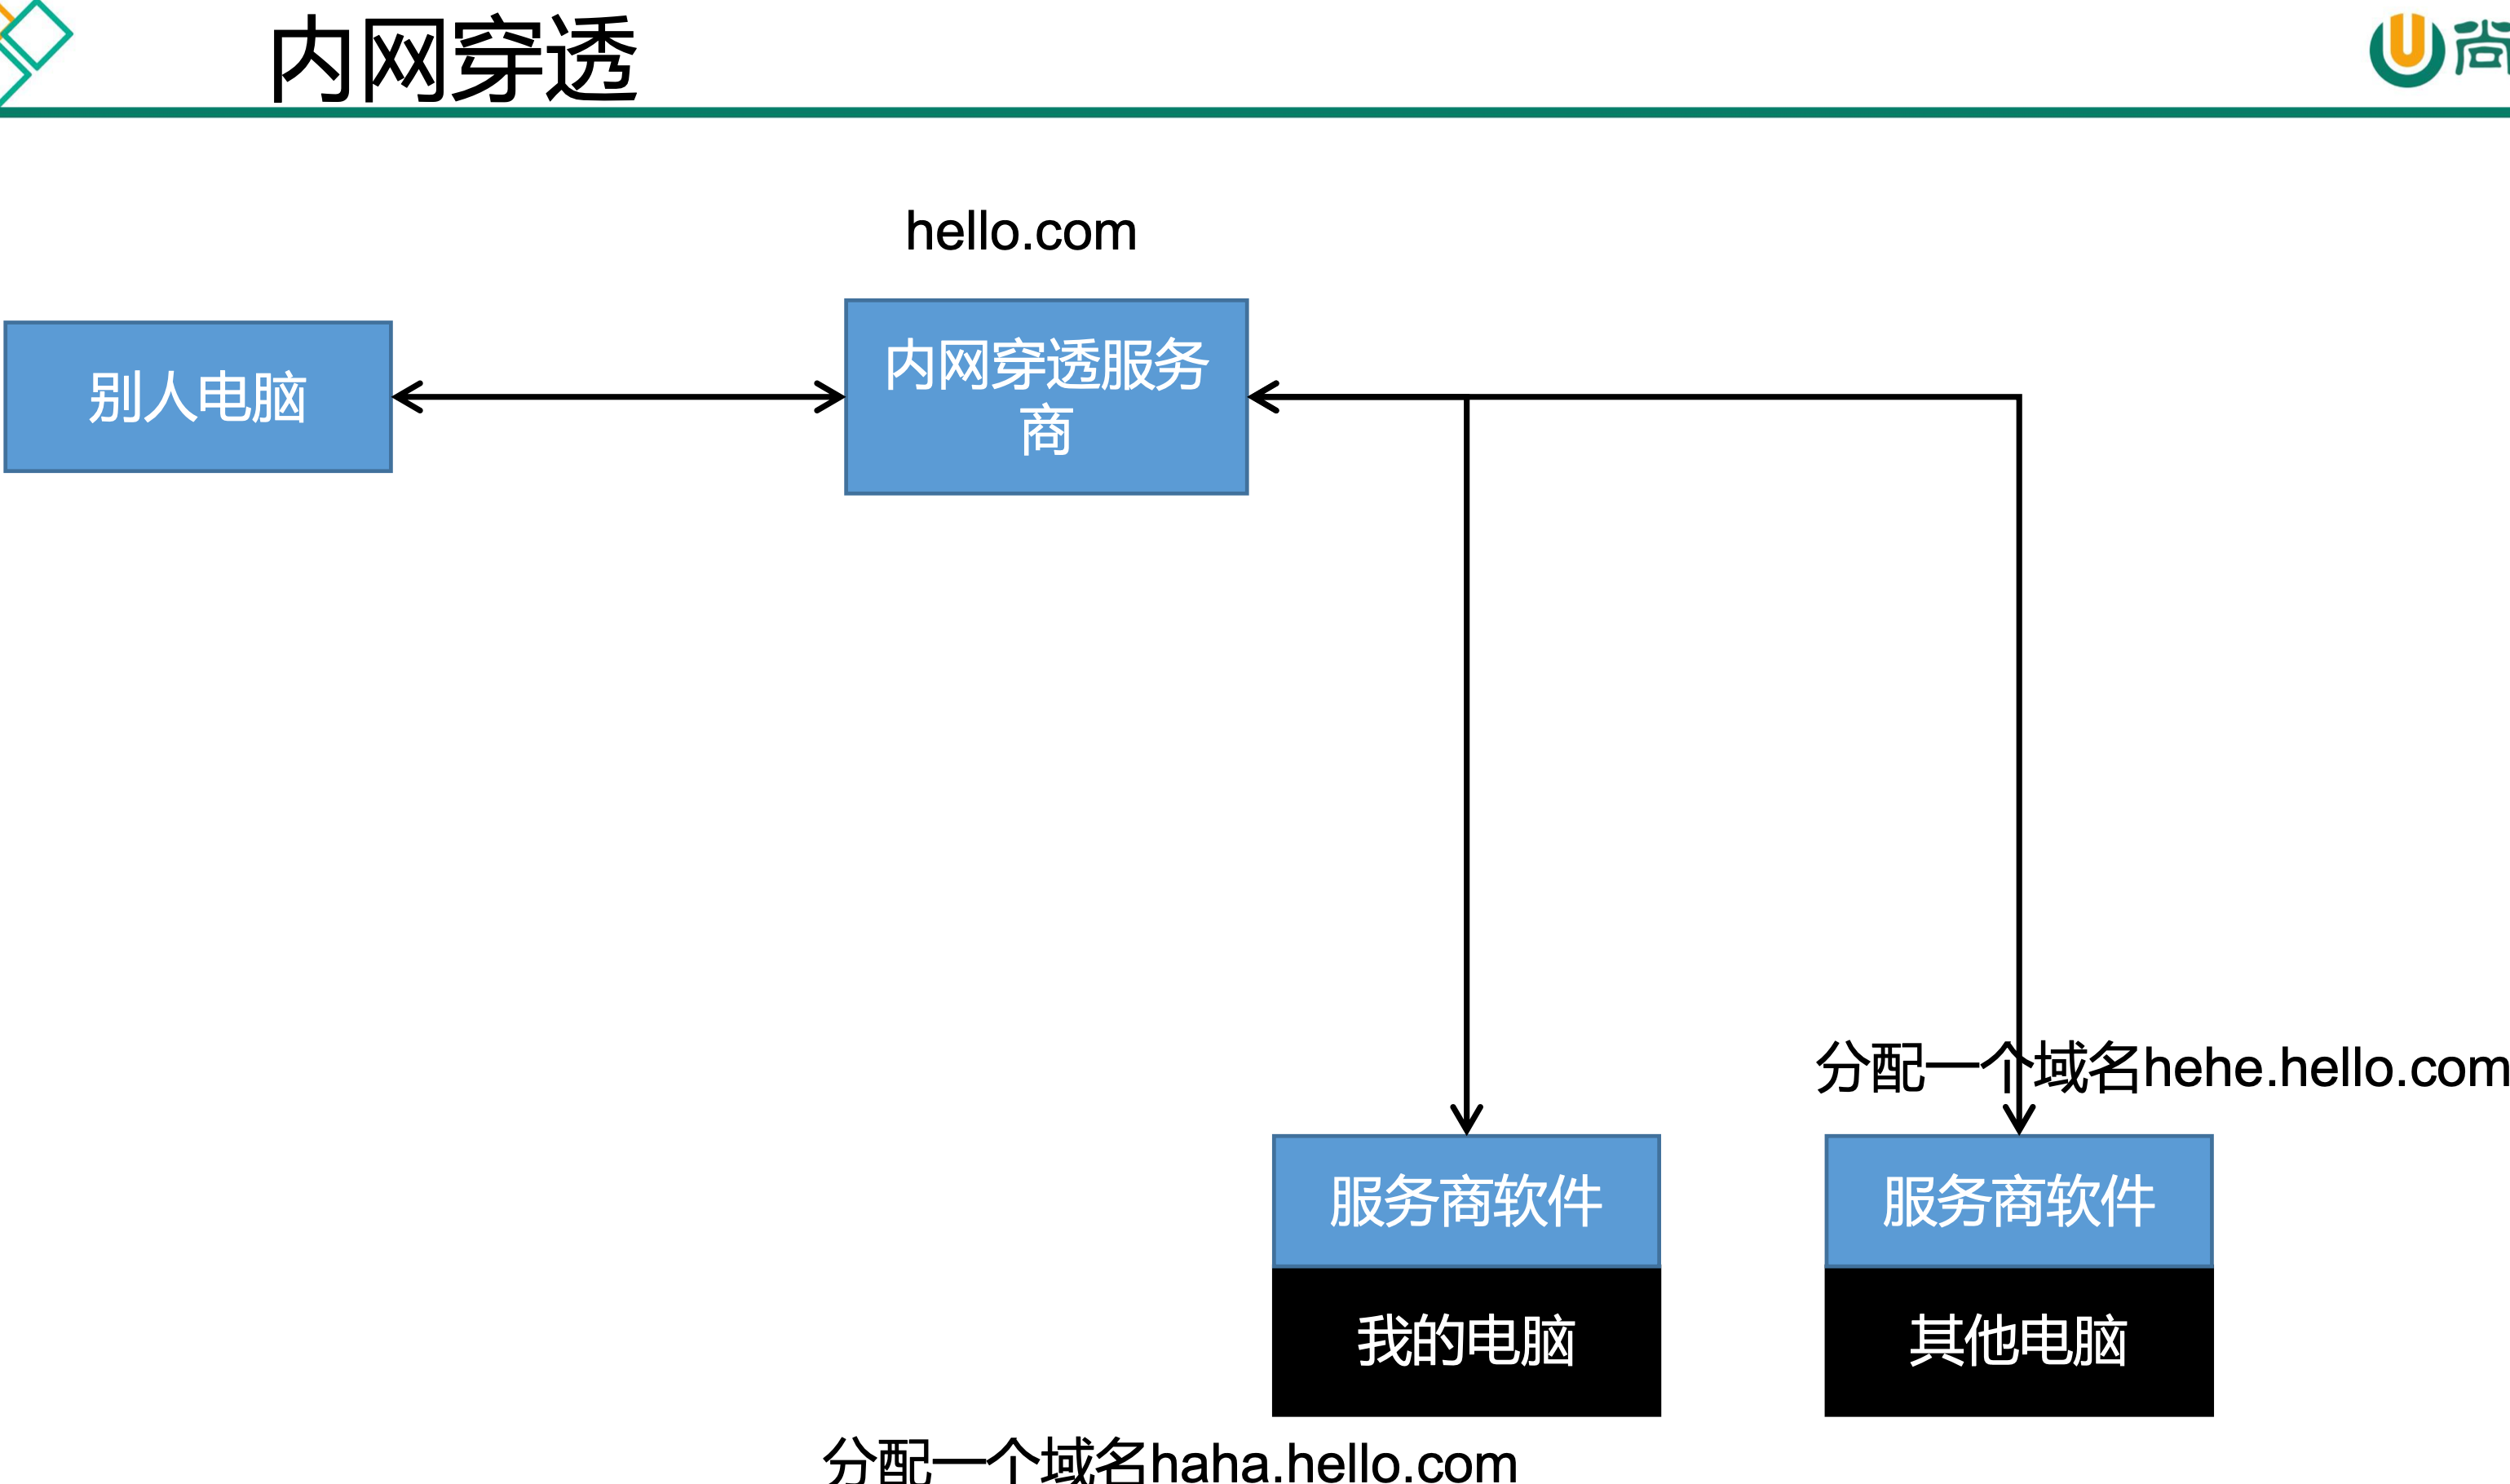 内网穿透
尚
hello.com
别人电脑
内网穿透服务
商
分配一个域名hehe.hello.com
服务商软件
服务商软件
我的电脑
其他电脑
分配一个域名haha.hello.com